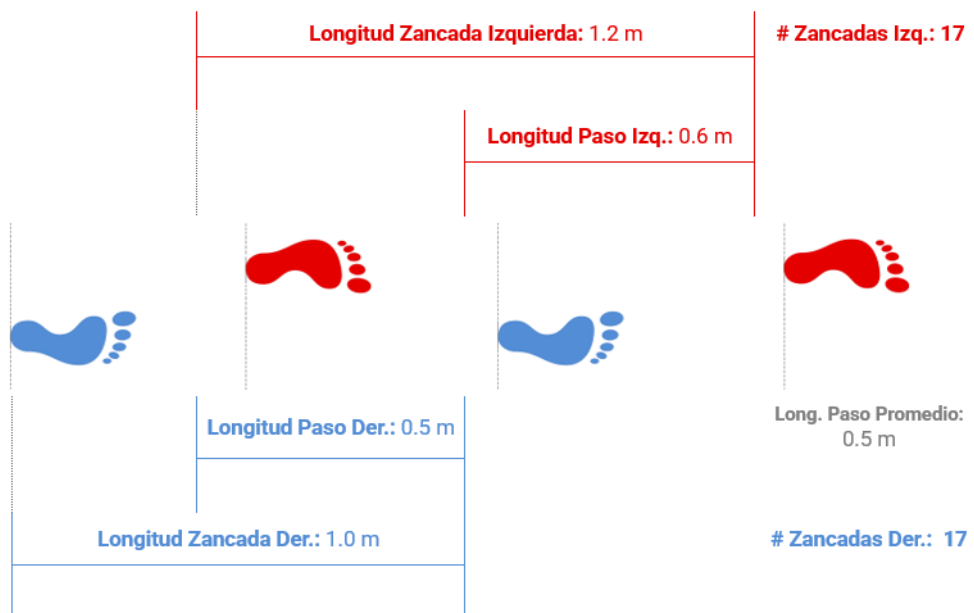 Longitud Zancada Izquierda: 1.2 m
# Zancadas Izq.: 17
Longitud Paso Izq.: 0.6 m
Longitud Paso Der.: 0.5 m
Long. Paso Promedio:
0.5 m
Longitud Zancada Der.: 1.0 m
# Zancadas Der.: 17